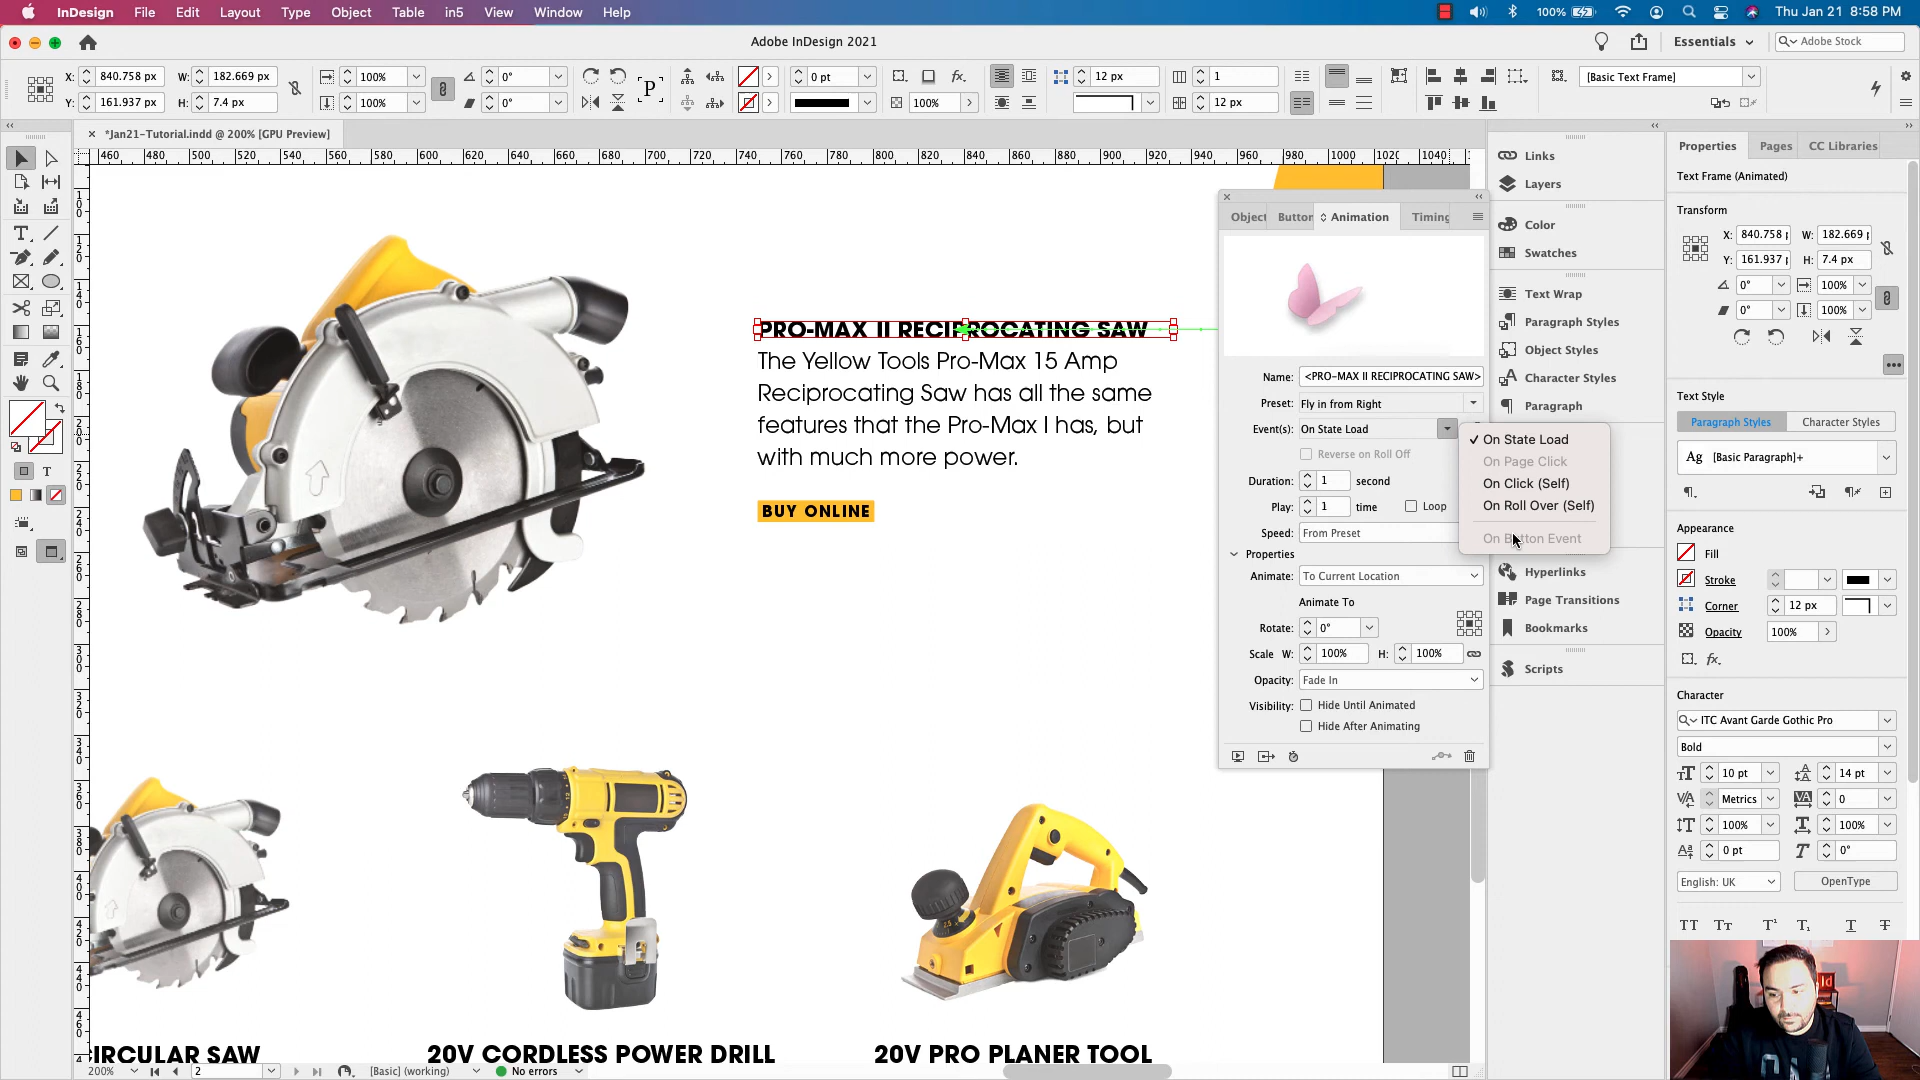 InDesign File Edit Layout Type Object Table in5 View Window Help 100% Thu Jan 21 8:58 PM
Adobe InDesign 2021 Essentials Adobe Stock
X: 840.758 px W: 182.669 px 100% 0° P 0 pt fx. 12 px 1 [Basic Text Frame]
Y: 161.937 px H: 7.4 px 100% 0° 100% 12 px
*Jan21-Tutorial.indd @ 200% [GPU Preview]
460 480 500 520 540 560 580 600 620 640 660 680 700 720 740 760 780 800 820 840 860 880 900 920 940 960 980 1000 1020 1040
PRO-MAX II RECIPROCATING SAW
The Yellow Tools Pro-Max 15 Amp
Reciprocating Saw has all the same
features that the Pro-Max I has, but
with much more power.
BUY ONLINE
CIRCULAR SAW
20V CORDLESS POWER DRILL
20V PRO PLANER TOOL
Object Button Animation Timing
Name: <PRO-MAX II RECIPROCATING SAW>
Preset: Fly in from Right
Event(s): On State Load
Reverse on Roll Off
Duration: 1 second
Play: 1 time Loop
Speed: From Preset
Properties
Animate: To Current Location
Animate To
Rotate: 0°
Scale W: 100% H: 100%
Opacity: Fade In
Visibility: Hide Until Animated
Hide After Animating
On State Load
On Page Click
On Click (Self)
On Roll Over (Self)
On Button Event
Links
Layers
Color
Swatches
Text Wrap
Paragraph Styles
Object Styles
Character Styles
Paragraph
Hyperlinks
Page Transitions
Bookmarks
Scripts
Properties Pages CC Libraries
Text Frame (Animated)
Transform
X: 840.758 W: 182.669
Y: 161.937 H: 7.4 px
0° 100%
0° 100%
Text Style
Paragraph Styles Character Styles
Ag [Basic Paragraph]+
Appearance
Fill
Stroke
Corner 12 px
Opacity 100%
fx.
Character
ITC Avant Garde Gothic Pro
Bold
10 pt 14 pt
Metrics 0
100% 100%
0 pt 0°
English: UK OpenType
TT Tr T¹ T₁ T T
200% 2 [Basic] (working) No errors